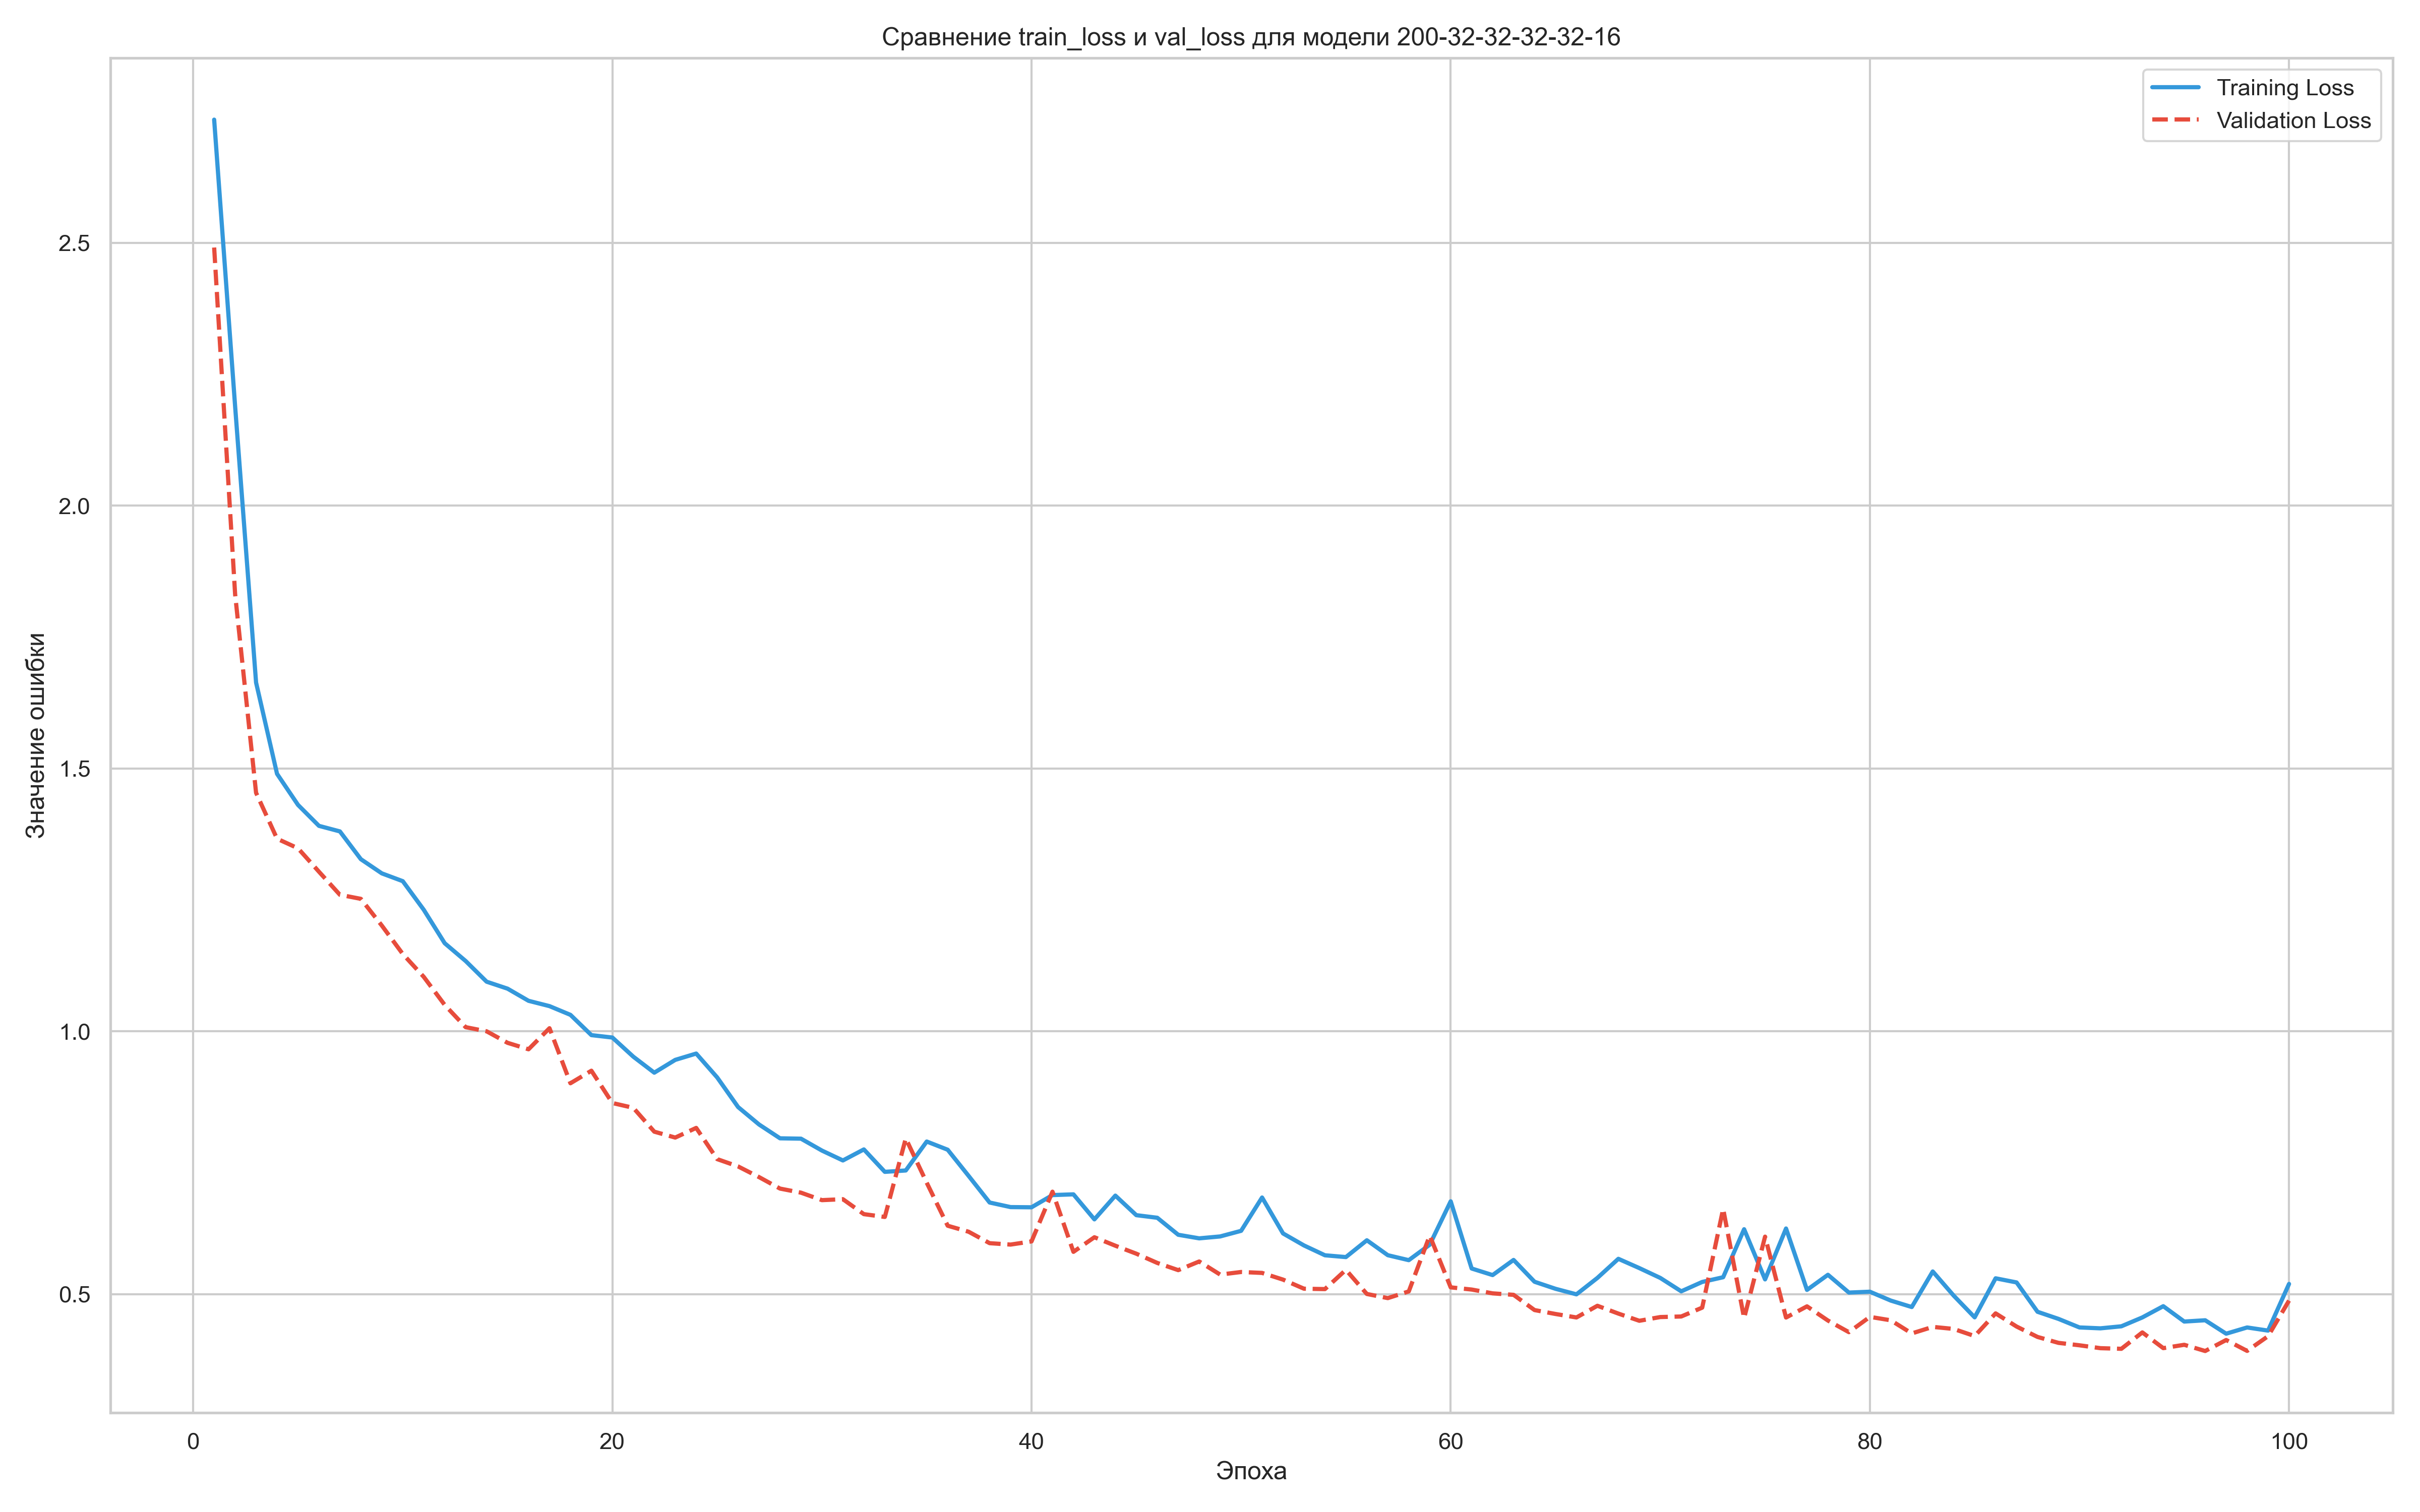 Сравнение train_loss и val_loss для модели 200-32-32-32-32-16
Training Loss
Validation Loss
Значение ошибки
2.5
2.0
1.5
1.0
0.5
0
20
40
60
80
100
Эпоха